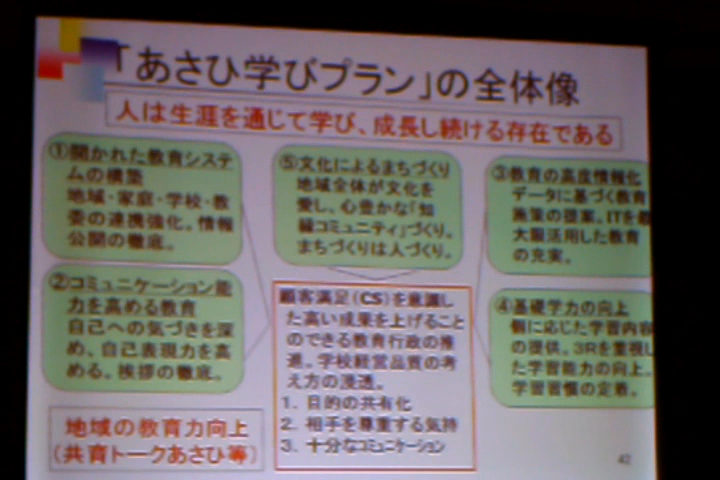 「あさひ学びプラン」の全体像
人は生涯を通じて学び、成長し続ける存在である
①開かれた教育システ
ムの構築
地域・家庭・学校・教
委の連携強化。情報
公開の徹底。
②コミュニケーション能
力を高める教育
自己への気づきを深
め、自己表現力を高
める。挨拶の徹底。
地域の教育力向上
(共育トークあさひ等)
⑤文化によるまちづくり
地域全体が文化を
愛し、心豊かな「知
縁コミュニティ」づくり。
まちづくりは人づくり。
顧客満足(CS)を意識し
た高い成果を上げること
のできる教育行政の推
進。学校経営品質の考
え方の浸透。
1. 目的の共有化
2. 相手を尊重する気持
3. 十分なコミュニケーション
③教育の高度情報化
データに基づく教育
施策の提案。ITを最
大限活用した教育
の充実。
④基礎学力の向上
個に応じた学習内容
の提供。3Rを重視し
た学習能力の向上。
学習習慣の定着。
42